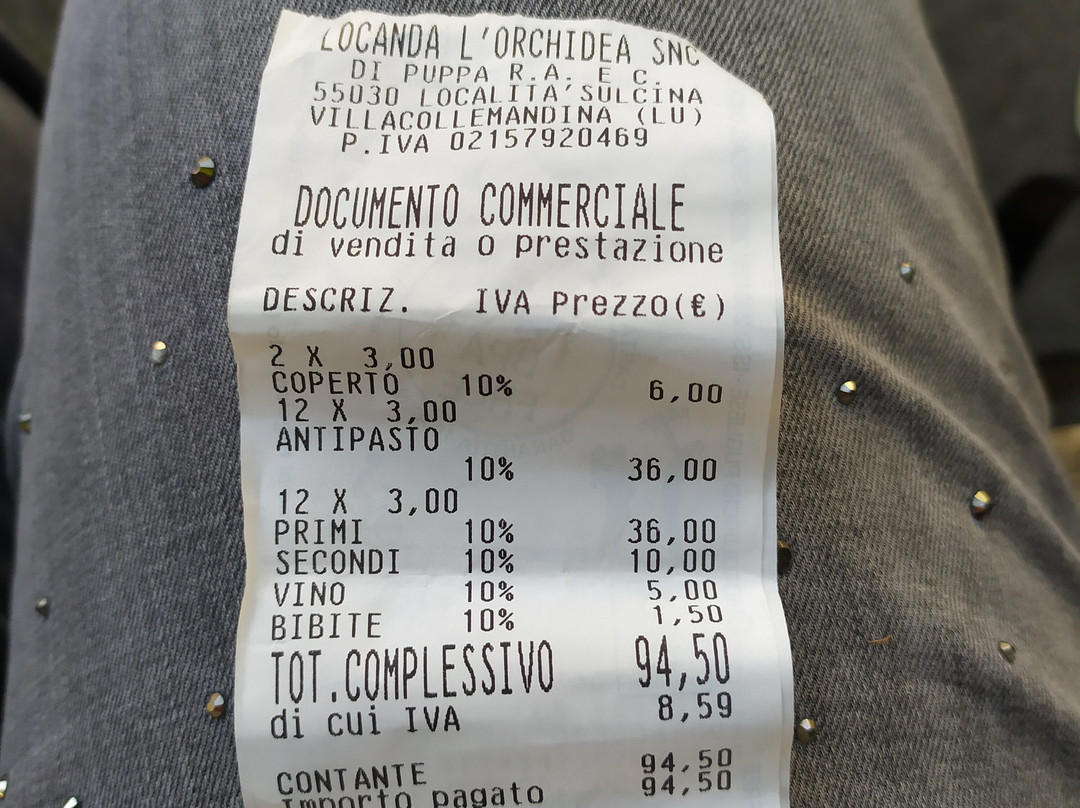 LOCANDA L'ORCHIDEA SNC
DI PUPPA R.A. E C.
55030 LOCALITA'SULCINA
VILLACOLLEMANDINA (LU)
P.IVA 02157920469
DOCUMENTO COMMERCIALE
di vendita o prestazione
DESCRIZ. IVA Prezzo(€)
2 X 3,00
COPERTO 10% 6,00
12 X 3,00
ANTIPASTO
10% 36,00
12 X 3,00
PRIMI 10% 36,00
SECONDI 10% 10,00
VINO 10% 5,00
BIBITE 10% 1,50
TOT.COMPLESSIVO 94,50
di cui IVA 8,59
CONTANTE 94,50
Importo pagato 94,50